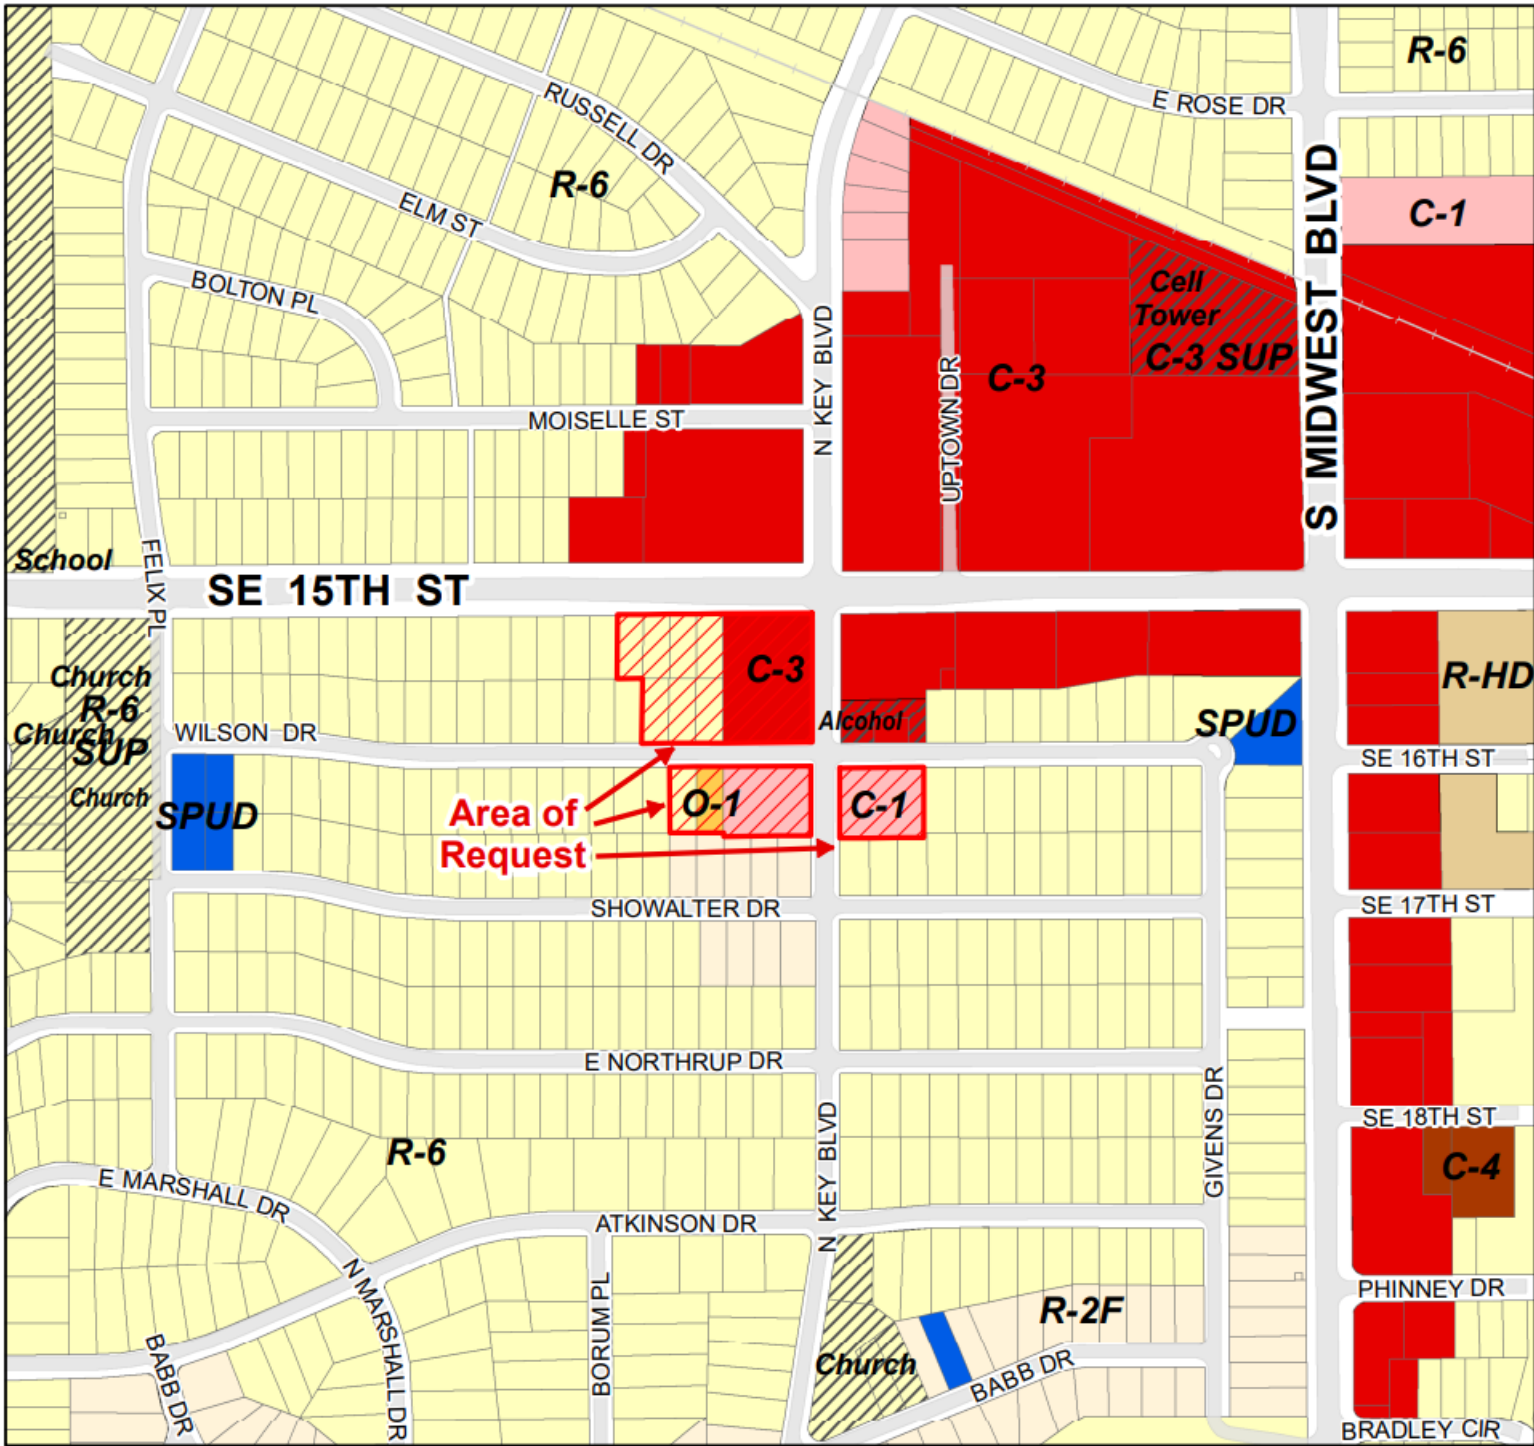 R-6
E ROSE DR
RUSSELL DR
R-6
ELM ST
S MIDWEST BLVD
C-1
BOLTON PL
Cell
Tower
C-3 SUP
N KEY BLVD
UPTOWN DR
C-3
MOISELLE ST
School
FELIX PL
SE 15TH ST
Church
R-6
Church
SUP
Church
C-3
R-HD
Alcohol
SPUD
WILSON DR
SE 16TH ST
SPUD
O-1
C-1
Area of
Request
SHOWALTER DR
SE 17TH ST
E NORTHRUP DR
GIVENS DR
N KEY BLVD
SE 18TH ST
R-6
C-4
E MARSHALL DR
ATKINSON DR
N MARSHALL DR
PHINNEY DR
R-2F
BORUM PL
BABB DR
Church
BABB DR
BRADLEY CIR